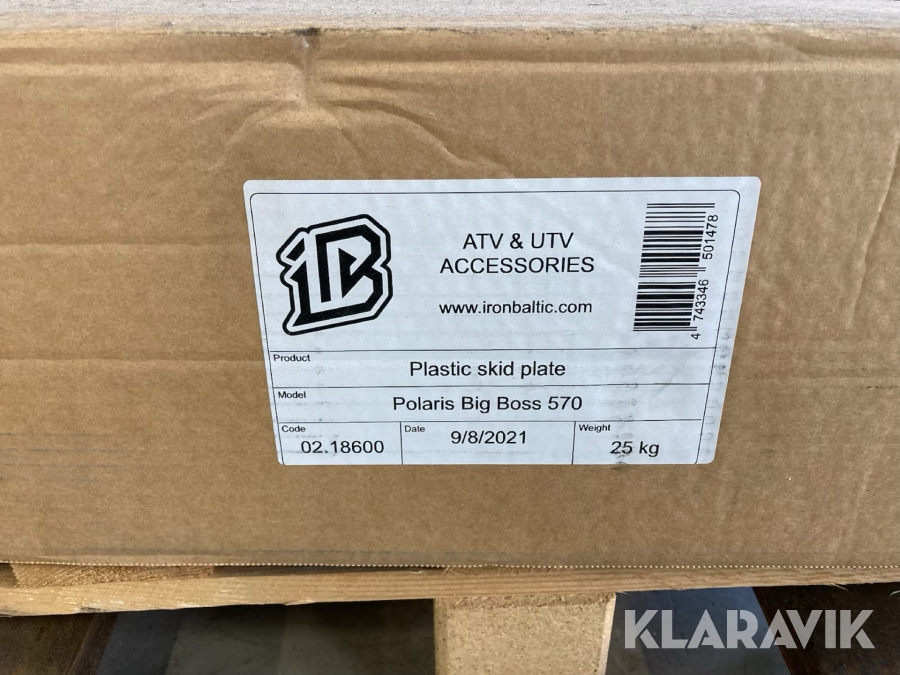 IB
ATV & UTV
ACCESSORIES
www.ironbaltic.com
4 743346 501478
Product
Plastic skid plate
Model
Polaris Big Boss 570
Code
02.18600
Date
9/8/2021
Weight
25 kg
KLARAVIK